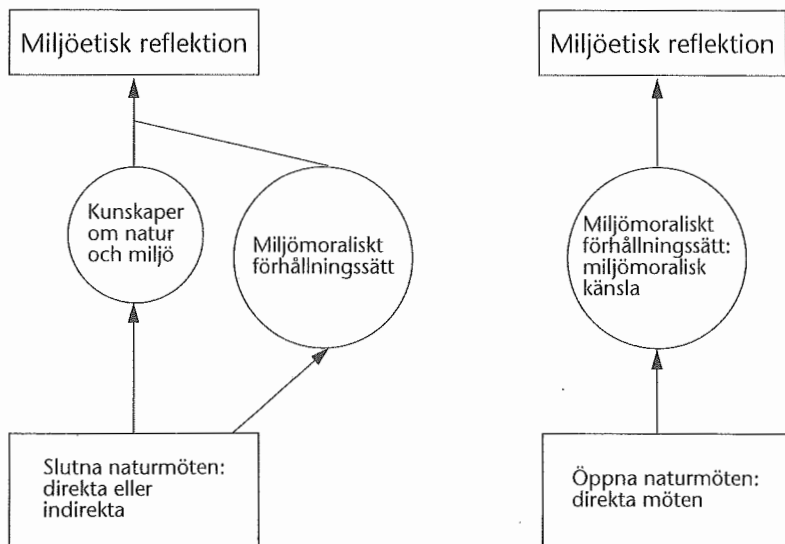 Miljöetisk reflektion
Kunskaper
om natur
och miljö
Miljömoraliskt
förhållningssätt
Slutna naturmöten:
direkta eller
indirekta
Miljöetisk reflektion
Miljömoraliskt
förhållningssätt:
miljömoralisk
känsla
Öppna naturmöten:
direkta möten